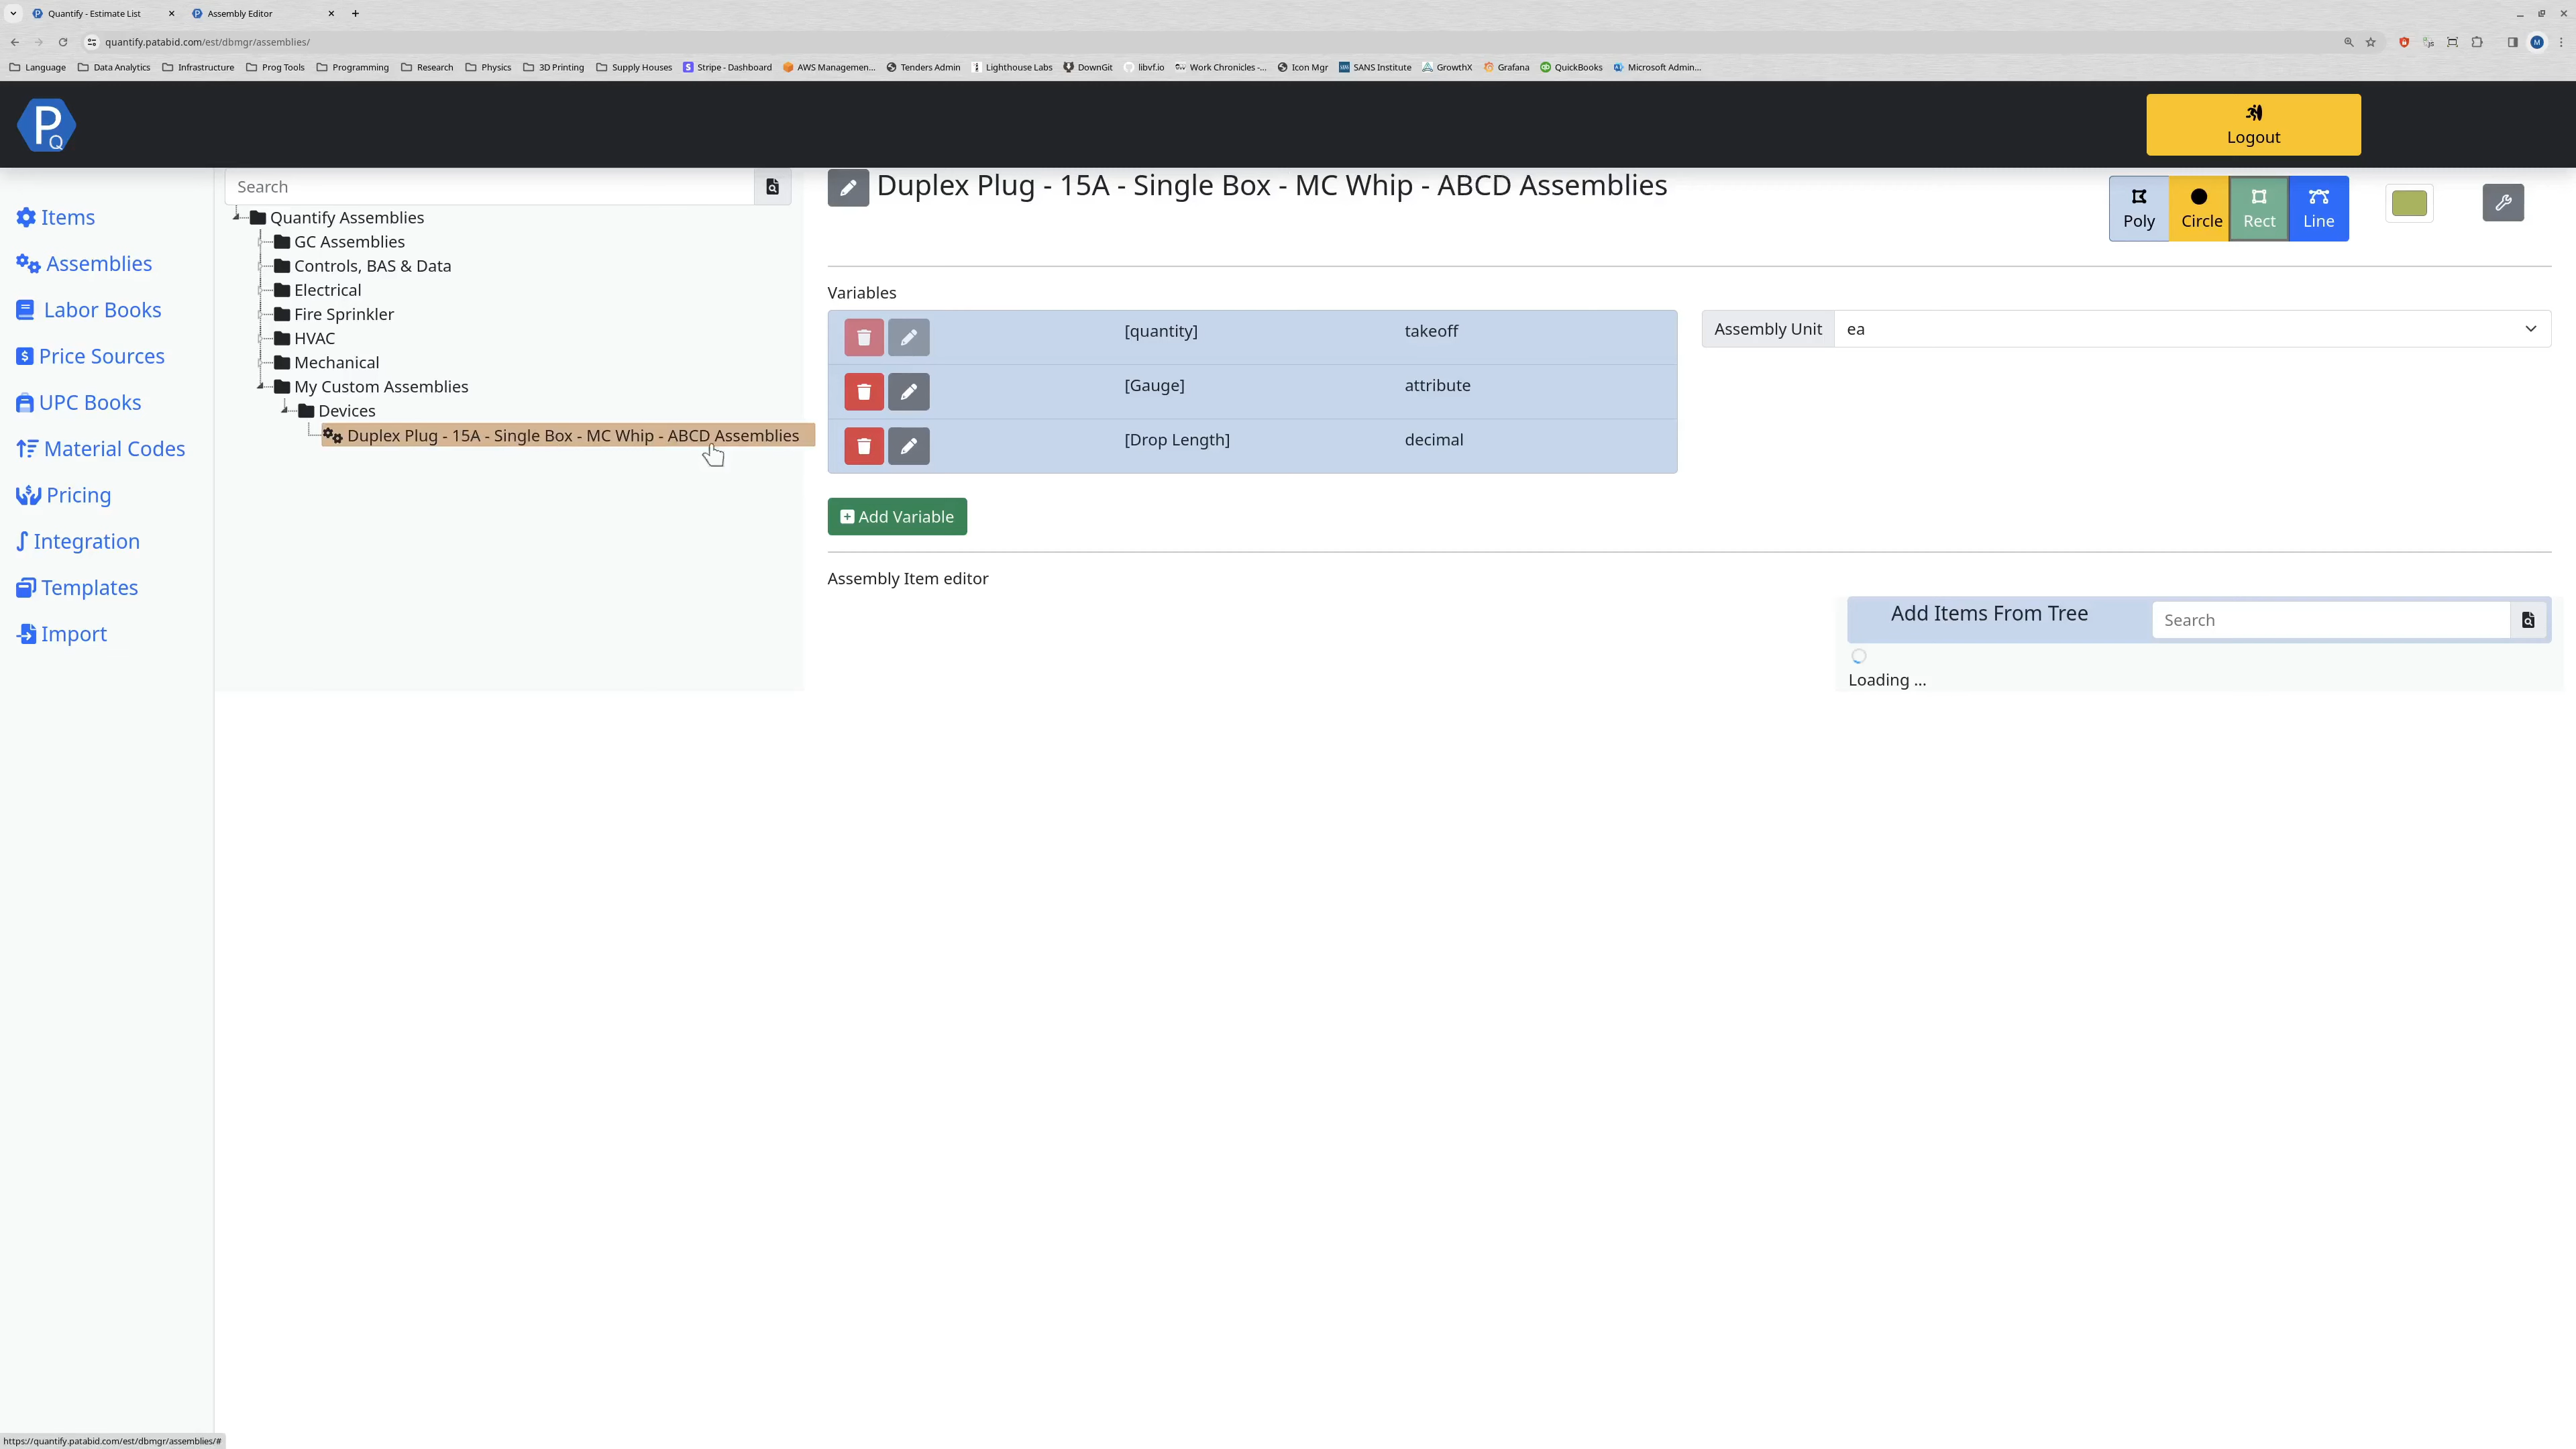 Quantify - Estimate List
Assembly Editor
quantify.patabid.com/est/dbmgr/assemblies/
Language Data Analytics Infrastructure Prog Tools Programming Research Physics 3D Printing Supply Houses Stripe - Dashboard AWS Managemen... Tenders Admin Lighthouse Labs DownGit libvf.io Work Chronicles -... Icon Mgr SANS Institute GrowthX Grafana QuickBooks Microsoft Admin...
PQ
Logout
Items
Assemblies
Labor Books
Price Sources
UPC Books
Material Codes
Pricing
Integration
Templates
Import
Search
Quantify Assemblies
GC Assemblies
Controls, BAS & Data
Electrical
Fire Sprinkler
HVAC
Mechanical
My Custom Assemblies
Devices
Duplex Plug - 15A - Single Box - MC Whip - ABCD Assemblies
Duplex Plug - 15A - Single Box - MC Whip - ABCD Assemblies
Poly Circle Rect Line
Variables
[quantity] takeoff
[Gauge] attribute
[Drop Length] decimal
Assembly Unit ea
Add Variable
Assembly Item editor
Add Items From Tree Search
Loading ...
https://quantify.patabid.com/est/dbmgr/assemblies/#